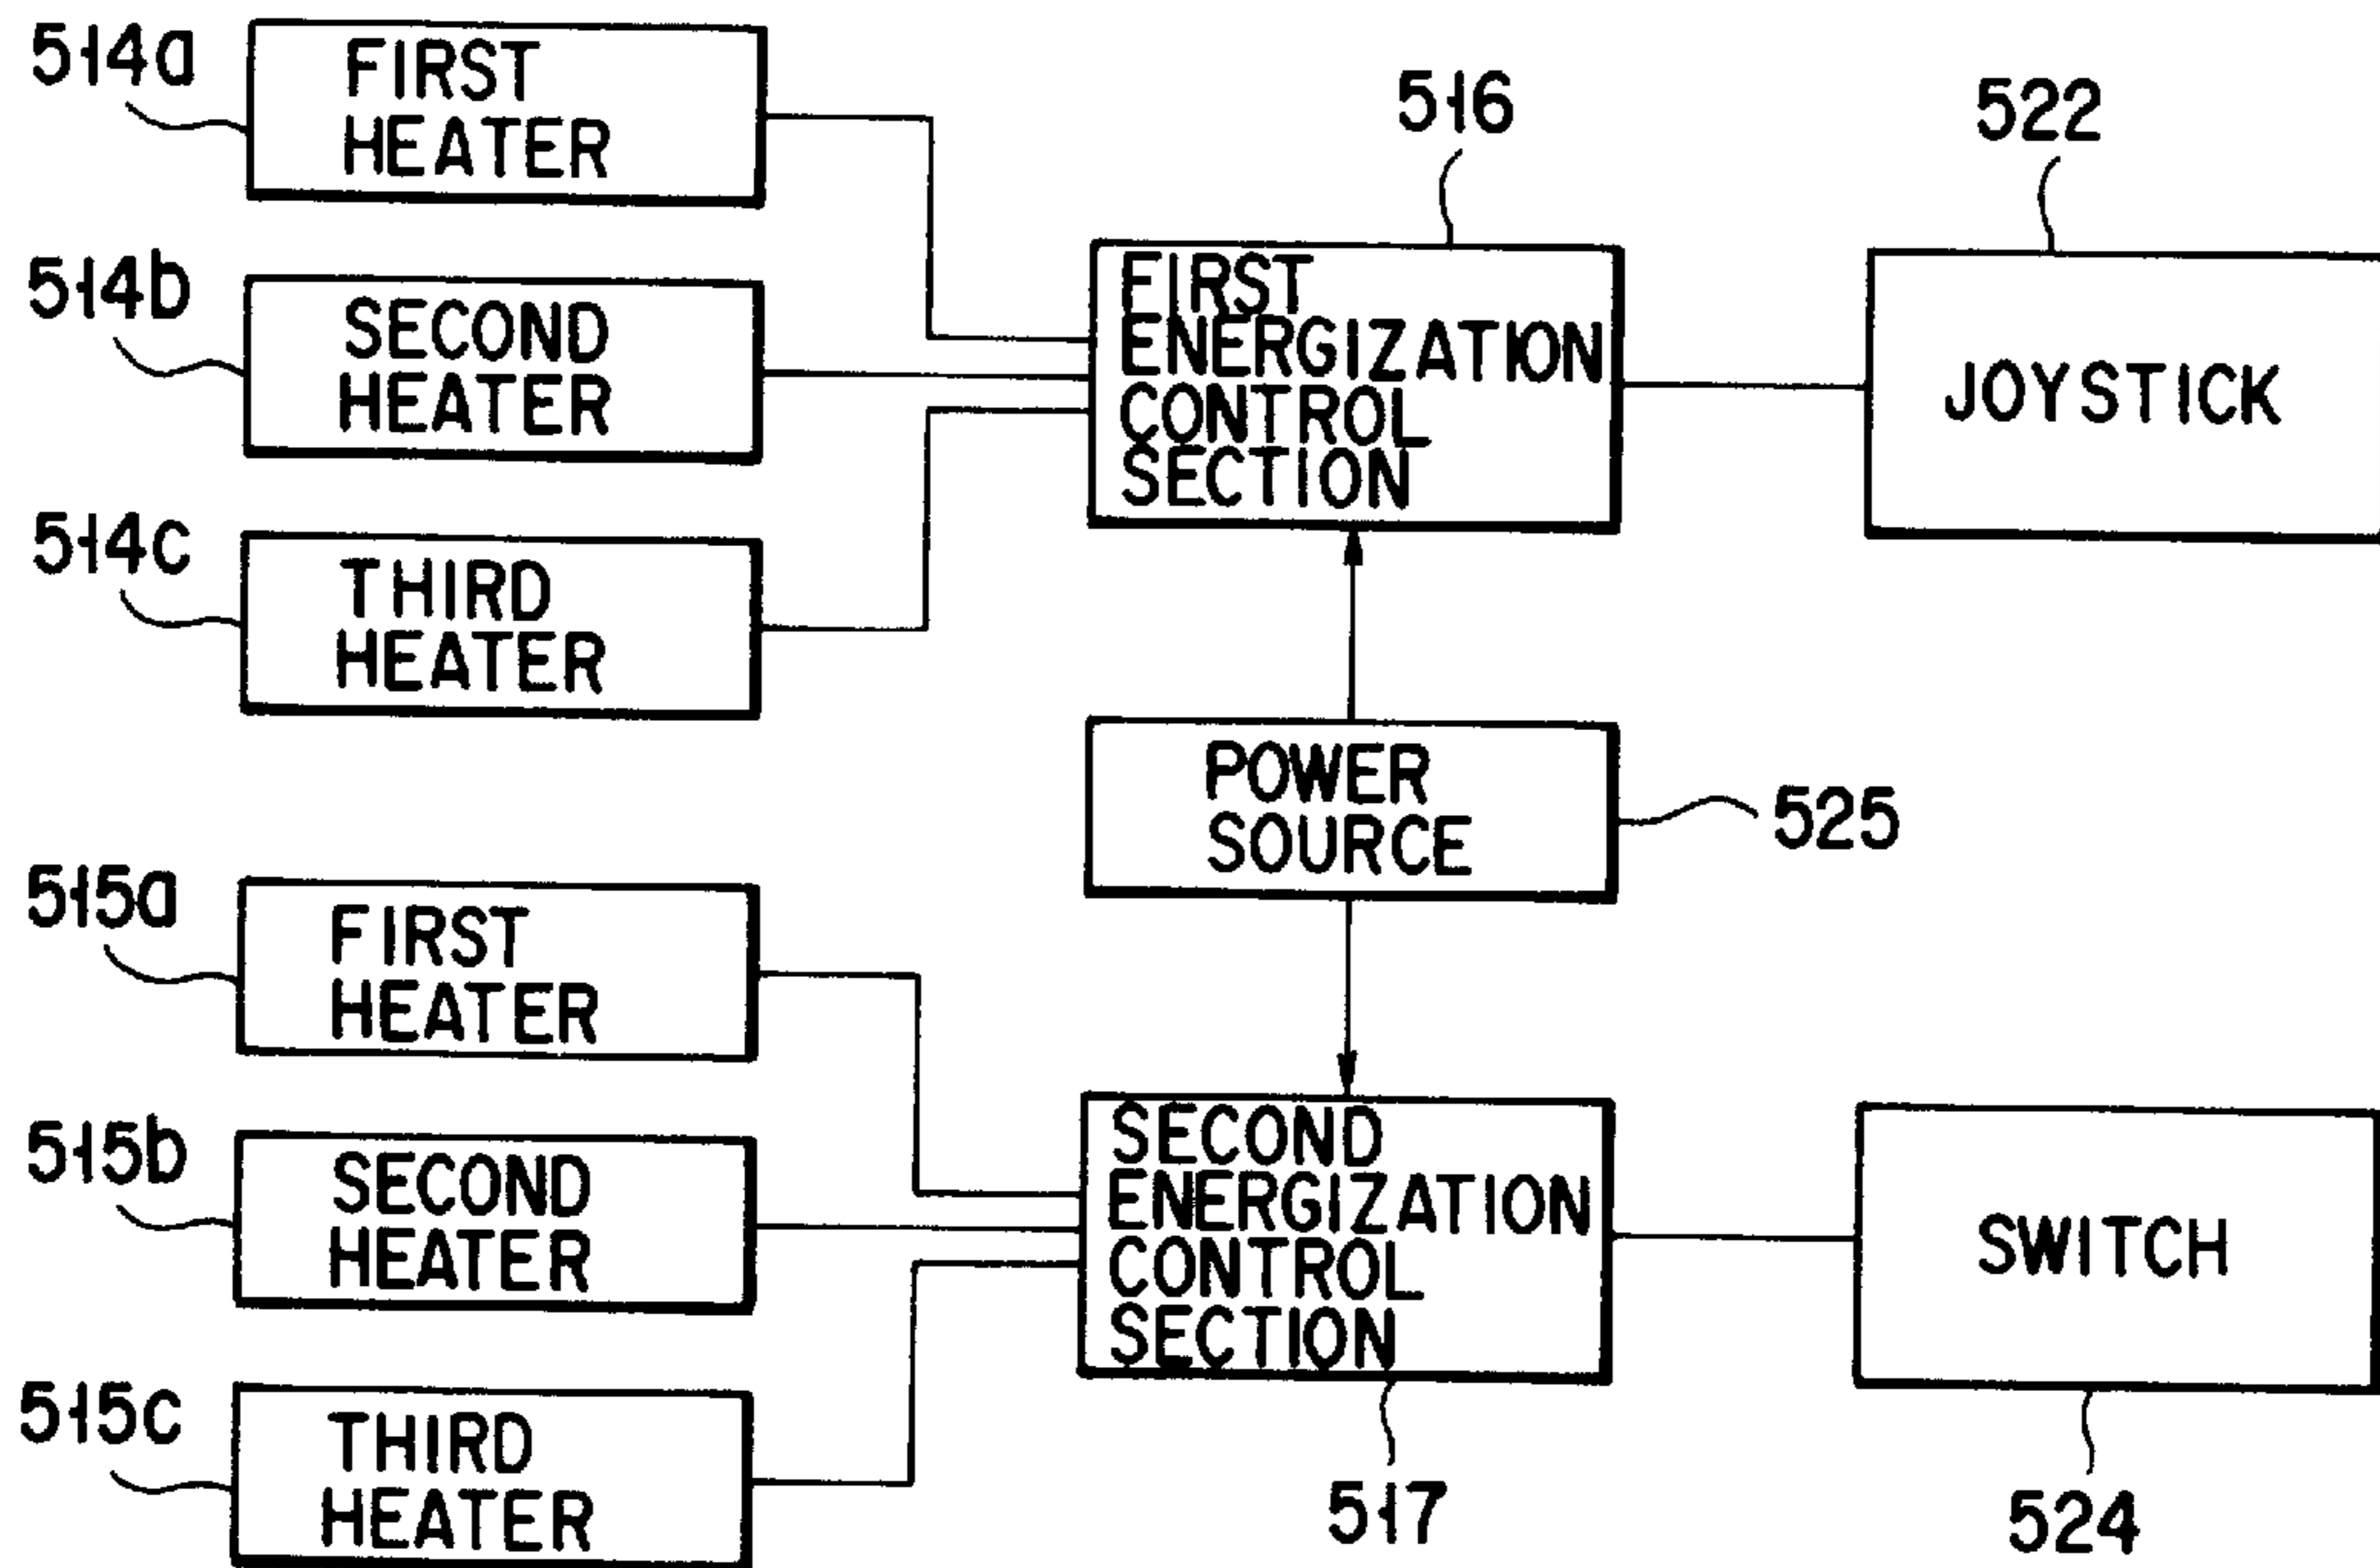 514a
FIRST
HEATER
514b
SECOND
HEATER
514c
THIRD
HEATER
516
FIRST
ENERGIZATION
CONTROL
SECTION
522
JOYSTICK
POWER
SOURCE
525
515a
FIRST
HEATER
515b
SECOND
HEATER
515c
THIRD
HEATER
SECOND
ENERGIZATION
CONTROL
SECTION
517
SWITCH
524